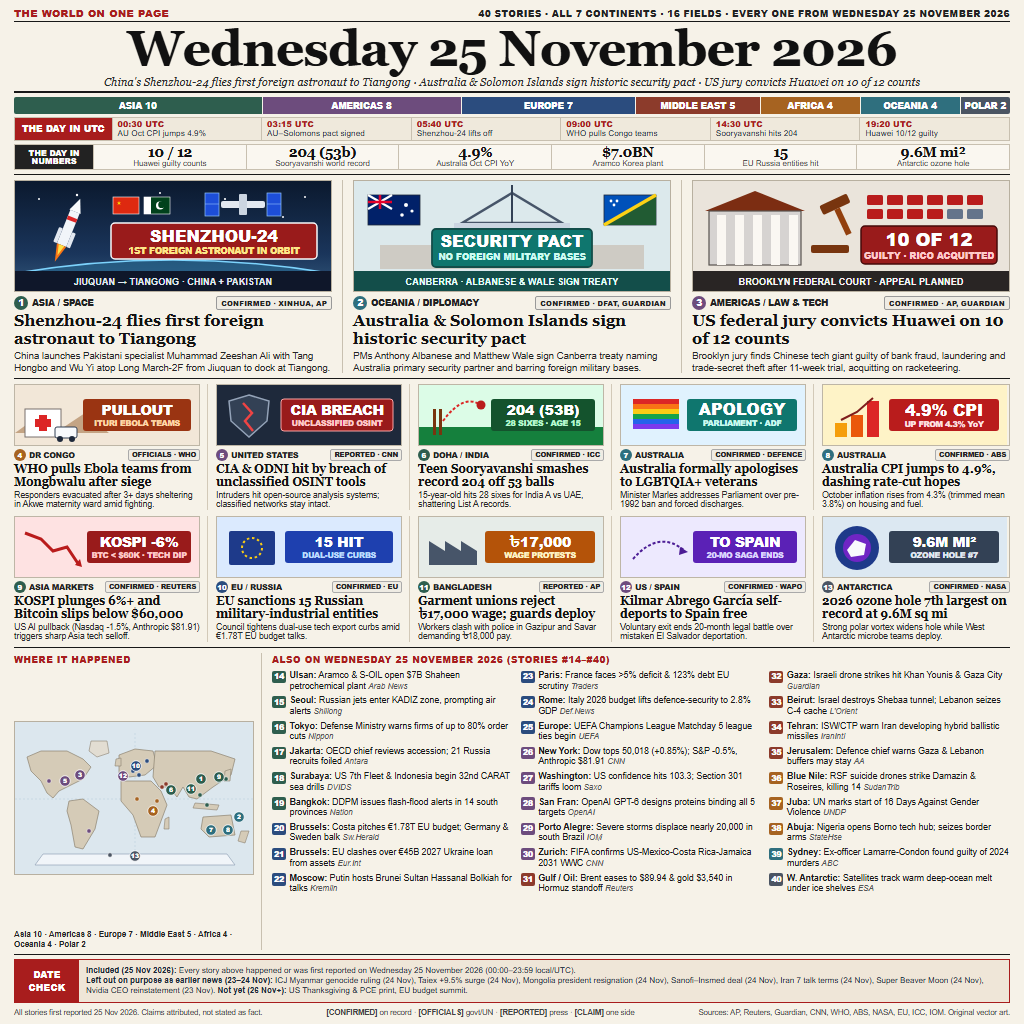 THE WORLD ON ONE PAGE
40 STORIES · ALL 7 CONTINENTS · 16 FIELDS · EVERY ONE FROM WEDNESDAY 25 NOVEMBER 2026
Wednesday 25 November 2026
China's Shenzhou-24 flies first foreign astronaut to Tiangong · Australia & Solomon Islands sign historic security pact · US jury convicts Huawei on 10 of 12 counts
ASIA 10
AMERICAS 8
EUROPE 7
MIDDLE EAST 5
AFRICA 4
OCEANIA 4
POLAR 2
THE DAY IN UTC
00:30 UTC
AU Oct CPI jumps 4.9%
03:15 UTC
AU–Solomons pact signed
05:40 UTC
Shenzhou-24 lifts off
09:00 UTC
WHO pulls Congo teams
14:30 UTC
Sooryavanshi hits 204
19:20 UTC
Huawei 10/12 guilty
THE DAY IN
NUMBERS
10 / 12
Huawei guilty counts
204 (53b)
Sooryavanshi world record
4.9%
Australia Oct CPI YoY
$7.0BN
Aramco Korea plant
15
EU Russia entities hit
9.6M mi²
Antarctic ozone hole
SHENZHOU-24
1ST FOREIGN ASTRONAUT IN ORBIT
JIUQUAN → TIANGONG · CHINA + PAKISTAN
1 ASIA / SPACE
CONFIRMED · XINHUA, AP
Shenzhou-24 flies first foreign
astronaut to Tiangong
China launches Pakistani specialist Muhammad Zeeshan Ali with Tang
Hongbo and Wu Yi atop Long March-2F from Jiuquan to dock at Tiangong.
SECURITY PACT
NO FOREIGN MILITARY BASES
CANBERRA · ALBANESE & WALE SIGN TREATY
2 OCEANIA / DIPLOMACY
CONFIRMED · DFAT, GUARDIAN
Australia & Solomon Islands sign
historic security pact
PMs Anthony Albanese and Matthew Wale sign Canberra treaty naming
Australia primary security partner and barring foreign military bases.
10 OF 12
GUILTY · RICO ACQUITTED
BROOKLYN FEDERAL COURT · APPEAL PLANNED
3 AMERICAS / LAW & TECH
CONFIRMED · AP, GUARDIAN
US federal jury convicts Huawei on 10
of 12 counts
Brooklyn jury finds Chinese tech giant guilty of bank fraud, laundering and
trade-secret theft after 11-week trial, acquitting on racketeering.
PULLOUT
ITURI EBOLA TEAMS
4 DR CONGO
OFFICIALS · WHO
WHO pulls Ebola teams from
Mongbwalu after siege
Responders evacuated after 3+ days sheltering
in Akwe maternity ward amid fighting.
CIA BREACH
UNCLASSIFIED OSINT
5 UNITED STATES
REPORTED · CNN
CIA & ODNI hit by breach of
unclassified OSINT tools
Intruders hit open-source analysis systems;
classified networks stay intact.
204 (53B)
28 SIXES · AGE 15
6 DOHA / INDIA
CONFIRMED · ICC
Teen Sooryavanshi smashes
record 204 off 53 balls
15-year-old hits 28 sixes for India A vs UAE,
shattering List A records.
APOLOGY
PARLIAMENT · ADF
7 AUSTRALIA
CONFIRMED · DEFENCE
Australia formally apologises
to LGBTQIA+ veterans
Minister Marles addresses Parliament over pre-
1992 ban and forced discharges.
4.9% CPI
UP FROM 4.3% YoY
8 AUSTRALIA
CONFIRMED · ABS
Australia CPI jumps to 4.9%,
dashing rate-cut hopes
October inflation rises from 4.3% (trimmed mean
3.8%) on housing and fuel.
KOSPI -6%
BTC < $60K · TECH DIP
9 ASIA MARKETS
CONFIRMED · REUTERS
KOSPI plunges 6%+ and
Bitcoin slips below $60,000
US AI pullback (Nasdaq -1.5%, Anthropic $81.91)
triggers sharp Asia tech selloff.
15 HIT
DUAL-USE CURBS
10 EU / RUSSIA
CONFIRMED · EU
EU sanctions 15 Russian
military-industrial entities
Council tightens dual-use tech export curbs amid
€1.78T EU budget talks.
৳17,000
WAGE PROTESTS
11 BANGLADESH
REPORTED · AP
Garment unions reject
৳17,000 wage; guards deploy
Workers clash with police in Gazipur and Savar
demanding ৳18,000 pay.
TO SPAIN
20-MO SAGA ENDS
12 US / SPAIN
CONFIRMED · WAPO
Kilmar Abrego García self-
deports to Spain free
Voluntary exit ends 20-month legal battle over
mistaken El Salvador deportation.
9.6M MI²
OZONE HOLE #7
13 ANTARCTICA
CONFIRMED · NASA
2026 ozone hole 7th largest on
record at 9.6M sq mi
Strong polar vortex widens hole while West
Antarctic microbe teams deploy.
WHERE IT HAPPENED
5
3
12
10
6
4
11
1
9
2
7
8
13
Asia 10 · Americas 8 · Europe 7 · Middle East 5 · Africa 4 ·
Oceania 4 · Polar 2
ALSO ON WEDNESDAY 25 NOVEMBER 2026 (STORIES #14–#40)
14 Ulsan: Aramco & S-OIL open $7B Shaheen
petrochemical plant Arab News
15 Seoul: Russian jets enter KADIZ zone, prompting air
alerts Shillong
16 Tokyo: Defense Ministry warns firms of up to 80% order
cuts Nippon
17 Jakarta: OECD chief reviews accession; 21 Russia
recruits foiled Antara
18 Surabaya: US 7th Fleet & Indonesia begin 32nd CARAT
sea drills DVIDS
19 Bangkok: DDPM issues flash-flood alerts in 14 south
provinces Nation
20 Brussels: Costa pitches €1.78T EU budget; Germany &
Sweden balk Sw.Herald
21 Brussels: EU clashes over €45B 2027 Ukraine loan
from assets Eur.Int
22 Moscow: Putin hosts Brunei Sultan Hassanal Bolkiah for
talks Kremlin
23 Paris: France faces >5% deficit & 123% debt EU
scrutiny Traders
24 Rome: Italy 2026 budget lifts defence-security to 2.8%
GDP Def.News
25 Europe: UEFA Champions League Matchday 5 league
ties begin UEFA
26 New York: Dow tops 50,018 (+0.85%); S&P -0.5%,
Anthropic $81.91 CNN
27 Washington: US confidence hits 103.3; Section 301
tariffs loom Saxo
28 San Fran: OpenAI GPT-6 designs proteins binding all 5
targets OpenAI
29 Porto Alegre: Severe storms displace nearly 20,000 in
south Brazil IOM
30 Zurich: FIFA confirms US-Mexico-Costa Rica-Jamaica
2031 WWC CNN
31 Gulf / Oil: Brent eases to $89.94 & gold $3,540 in
Hormuz standoff Reuters
32 Gaza: Israeli drone strikes hit Khan Younis & Gaza City
Guardian
33 Beirut: Israel destroys Shebaa tunnel; Lebanon seizes
C-4 cache L'Orient
34 Tehran: ISW/CTP warn Iran developing hybrid ballistic
missiles IranIntl
35 Jerusalem: Defence chief warns Gaza & Lebanon
buffers may stay AA
36 Blue Nile: RSF suicide drones strike Damazin &
Roseires, killing 14 SudanTrib
37 Juba: UN marks start of 16 Days Against Gender
Violence UNDP
38 Abuja: Nigeria opens Borno tech hub; seizes border
arms StateHse
39 Sydney: Ex-officer Lamarre-Condon found guilty of 2024
murders ABC
40 W. Antarctic: Satellites track warm deep-ocean melt
under ice shelves ESA
DATE
CHECK
Included (25 Nov 2026): Every story above happened or was first reported on Wednesday 25 November 2026 (00:00–23:59 local/UTC).
Left out on purpose as earlier news (23–24 Nov): ICJ Myanmar genocide ruling (24 Nov), Taiex +9.5% surge (24 Nov), Mongolia president resignation (24 Nov), Sanofi–Insmed deal (24 Nov), Iran 7 talk terms (24 Nov), Super Beaver Moon (24 Nov),
Nvidia CEO reinstatement (23 Nov). Not yet (26 Nov+): US Thanksgiving & PCE print, EU budget summit.
All stories first reported 25 Nov 2026. Claims attributed, not stated as fact.
[CONFIRMED] on record · [OFFICIALS] govt/UN · [REPORTED] press · [CLAIM] one side
Sources: AP, Reuters, Guardian, CNN, WHO, ABS, NASA, EU, ICC, IOM. Original vector art.